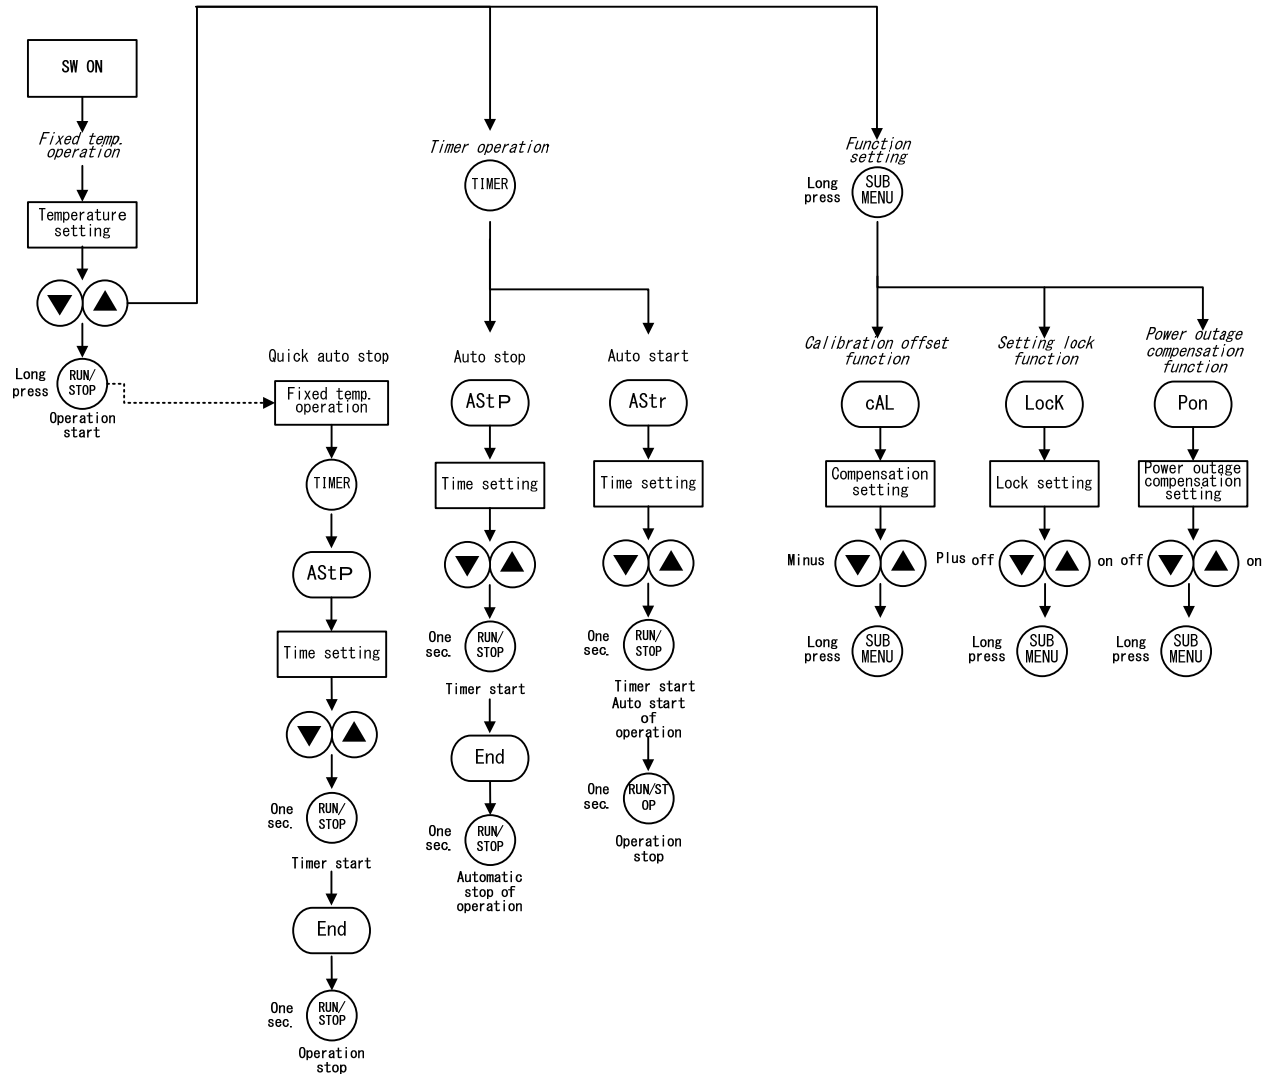 SW ON
Fixed temp.
operation
Temperature
setting
Long
press
RUN/
STOP
Operation
start
Quick auto stop
Fixed temp.
operation
TIMER
AStP
Time setting
One
sec.
RUN/
STOP
Timer start
End
One
sec.
RUN/
STOP
Operation
stop
Timer operation
TIMER
Auto stop
AStP
Time setting
One
sec.
RUN/
STOP
Timer start
End
One
sec.
RUN/
STOP
Automatic
stop of
operation
Auto start
AStr
Time setting
One
sec.
RUN/
STOP
Timer start
Auto start
of
operation
One
sec.
RUN/ST
OP
Operation
stop
Function
setting
Long
press
SUB
MENU
Calibration offset
function
cAL
Compensation
setting
Minus
Plus
Long
press
SUB
MENU
Setting lock
function
LocK
Lock setting
off
on
Long
press
SUB
MENU
Power outage
compensation
function
Pon
Power outage
compensation
setting
off
on
Long
press
SUB
MENU